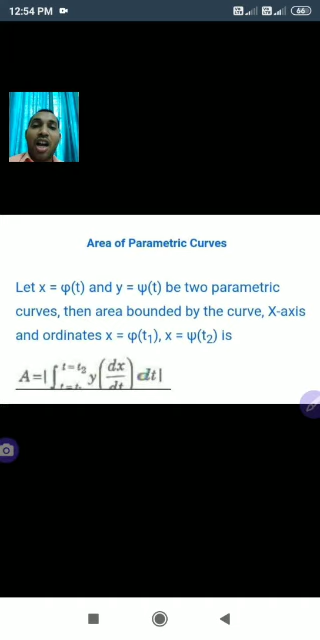 12:54 PM
66
Area of Parametric Curves
Let x = φ(t) and y = ψ(t) be two parametric
curves, then area bounded by the curve, X-axis
and ordinates x = φ(t₁), x = ψ(t₂) is
A=|∫ₜ₌ₜ^t=t₂ y(dx/dt) dt|